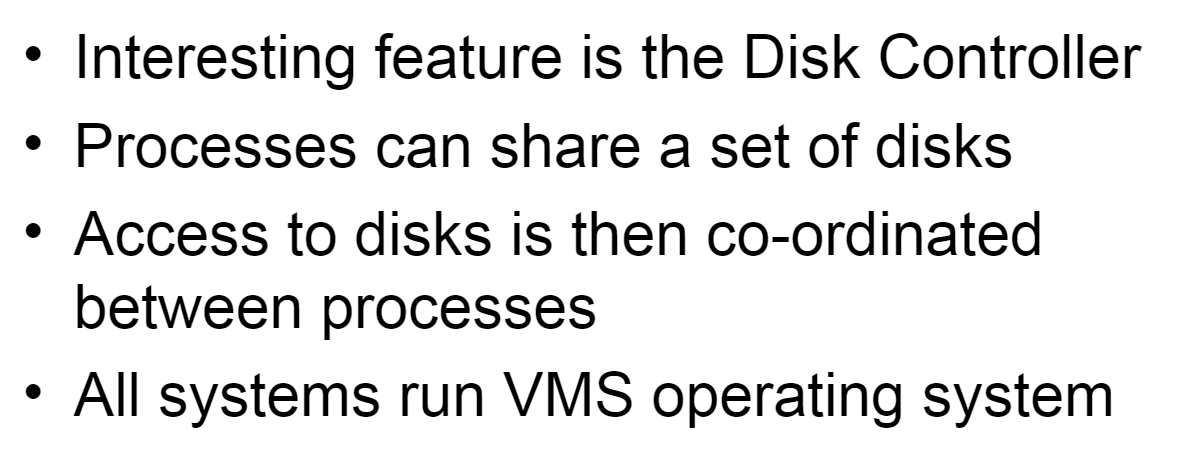 • Interesting feature is the Disk Controller
• Processes can share a set of disks
• Access to disks is then co-ordinated
between processes
• All systems run VMS operating system